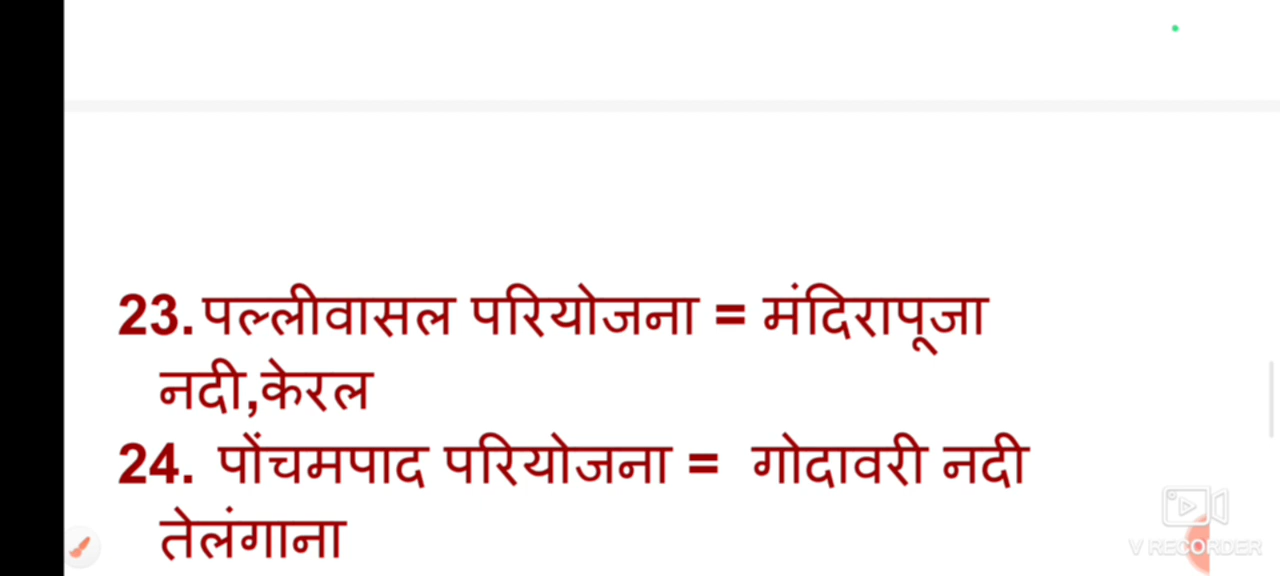 23. पल्लीवासल परियोजना = मंदिरापूजा
नदी,केरल
24. पोंचमपाद परियोजना = गोदावरी नदी
तेलंगाना
V RECORDER